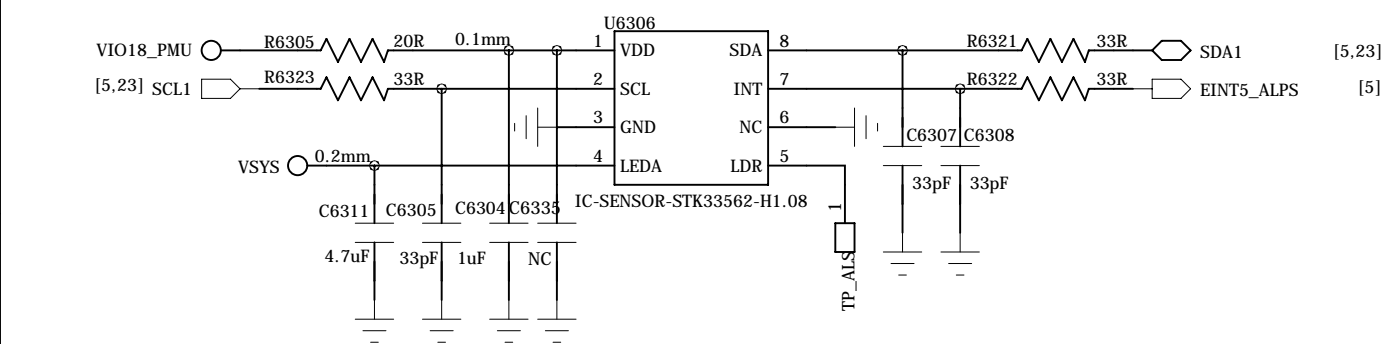 U6306
VIO18_PMU R6305 20R 0.1mm 1 VDD SDA 8 R6321 33R SDA1 [5,23]
[5,23] SCL1 R6323 33R 2 SCL INT 7 R6322 33R EINT5_ALPS [5]
3 GND NC 6 C6307 C6308
VSYS 0.2mm 4 LEDA LDR 5
33pF 33pF
IC-SENSOR-STK33562-H1.08
C6311 C6305 C6304 C6335 1
4.7uF 33pF 1uF NC
TP_ALS